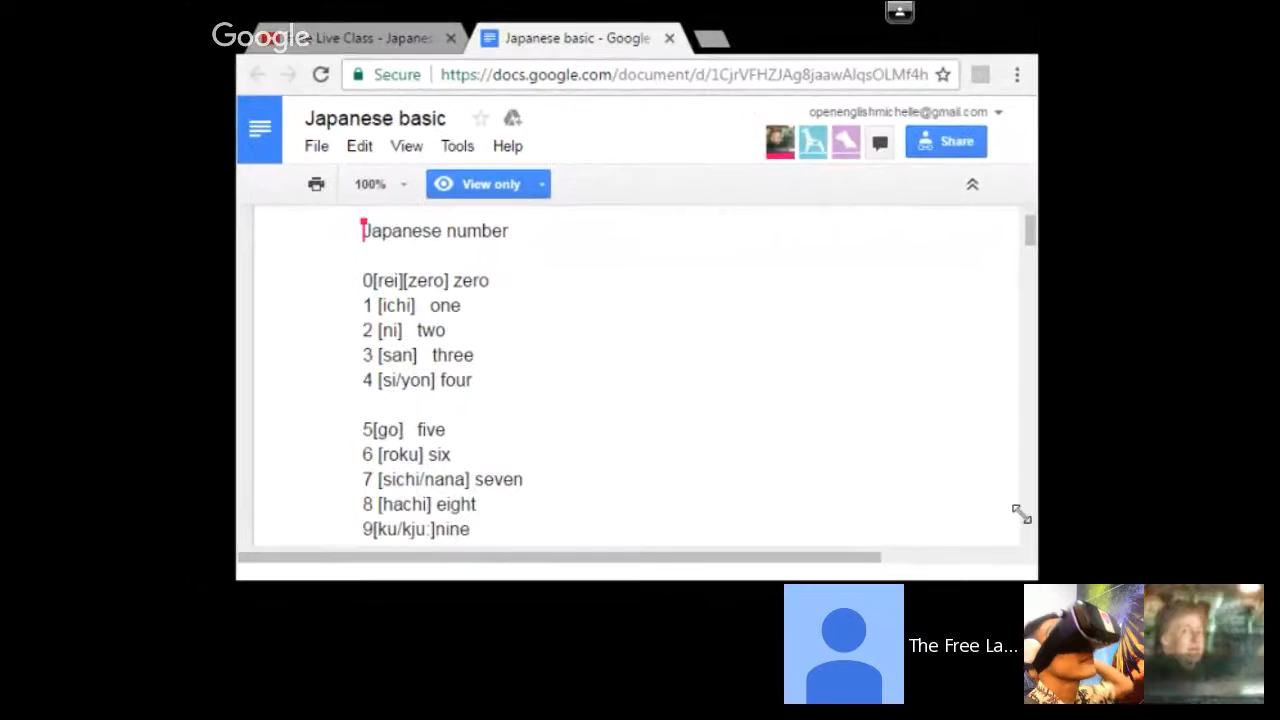 Google
Live Class - Japanes
Japanese basic - Google
Secure
https://docs.google.com/document/d/1CjrVFHZJAg8jaawAlqsOLMf4h
Japanese basic
openenglishmichelle@gmail.com
File Edit View Tools Help
Share
100%
View only
Japanese number
0[rei][zero] zero
1 [ichi] one
2 [ni] two
3 [san] three
4 [si/yon] four
5[go] five
6 [roku] six
7 [sichi/nana] seven
8 [hachi] eight
9[ku/kju:]nine
The Free La...